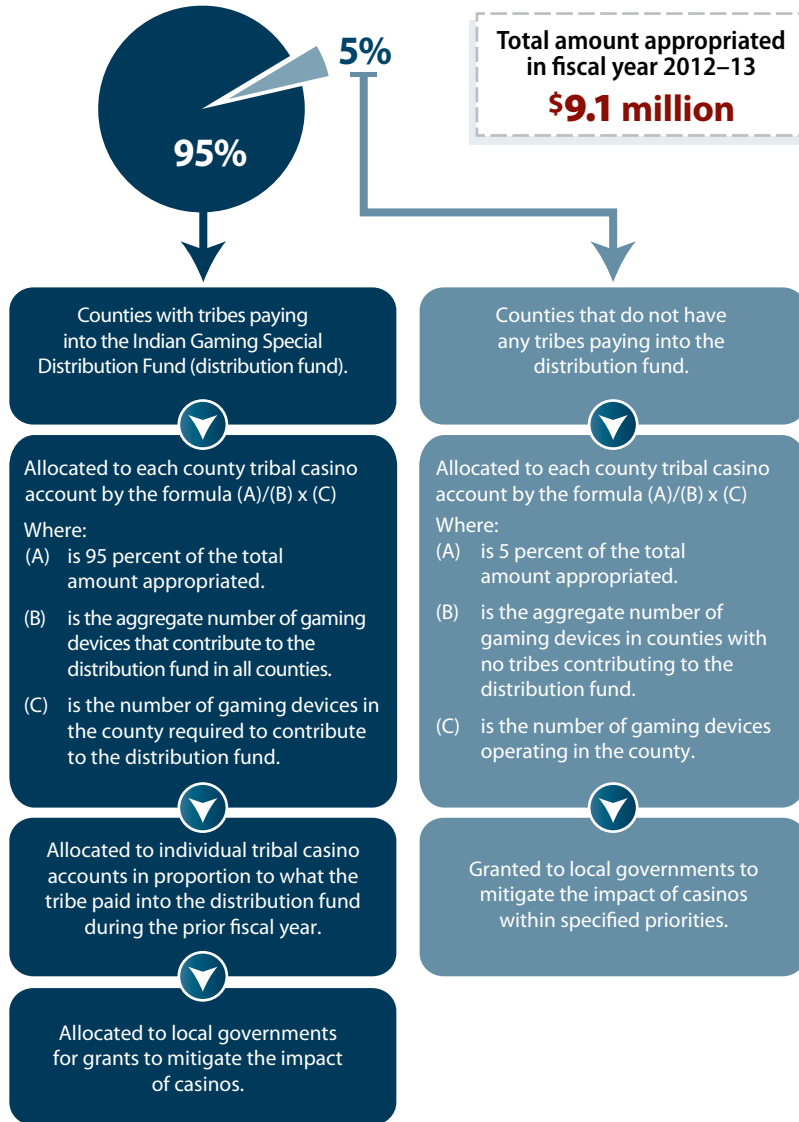 5%
95%
Total amount appropriated
in fiscal year 2012–13
$9.1 million
Counties with tribes paying
into the Indian Gaming Special
Distribution Fund (distribution fund).
Allocated to each county tribal casino
account by the formula (A)/(B) x (C)
Where:
(A) is 95 percent of the total
amount appropriated.
(B) is the aggregate number of gaming
devices that contribute to the
distribution fund in all counties.
(C) is the number of gaming devices in
the county required to contribute
to the distribution fund.
Allocated to individual tribal casino
accounts in proportion to what the
tribe paid into the distribution fund
during the prior fiscal year.
Allocated to local governments
for grants to mitigate the impact
of casinos.
Counties that do not have
any tribes paying into the
distribution fund.
Allocated to each county tribal casino
account by the formula (A)/(B) x (C)
Where:
(A) is 5 percent of the total
amount appropriated.
(B) is the aggregate number of
gaming devices in counties with
no tribes contributing to the
distribution fund.
(C) is the number of gaming devices
operating in the county.
Granted to local governments to
mitigate the impact of casinos
within specified priorities.